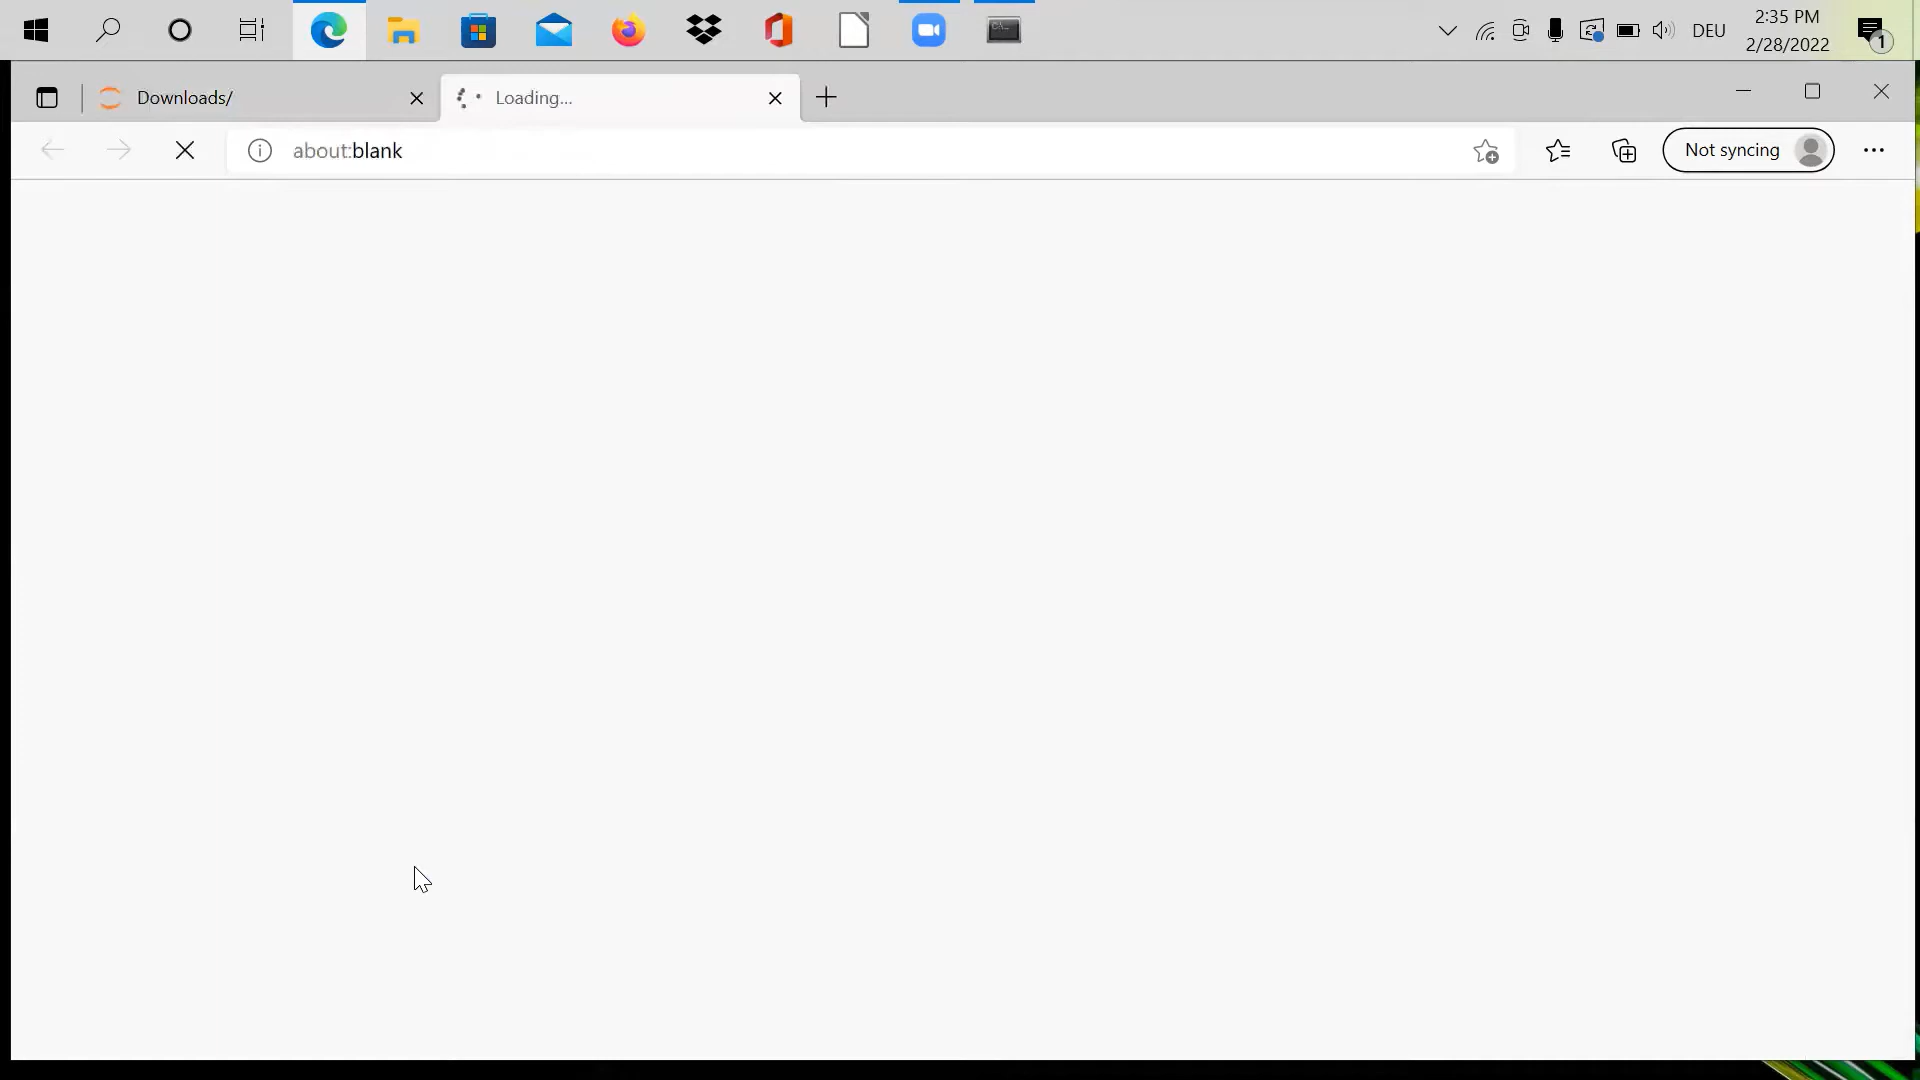 DEU
2:35 PM
2/28/2022
1
Downloads/
Loading...
about:blank
Not syncing